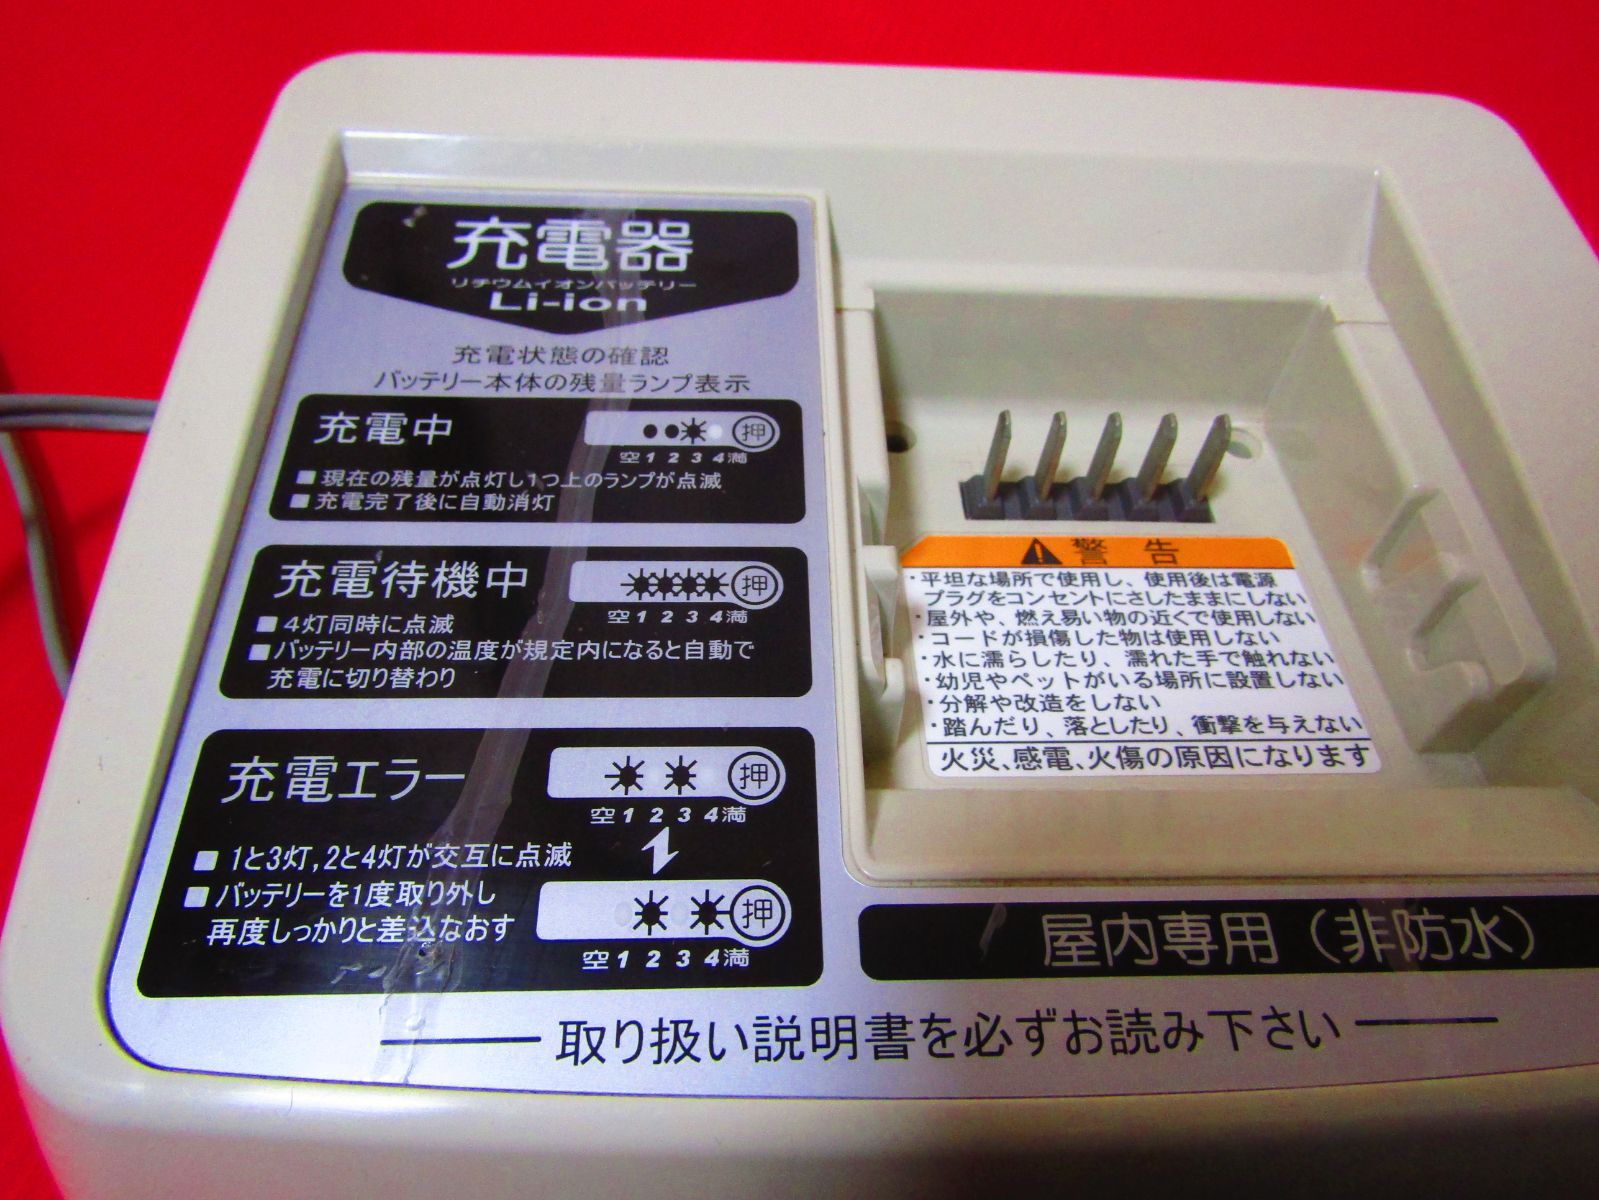 充電器
リチウムイオンバッテリー
Li-ion
充電状態の確認
バッテリー本体の残量ランプ表示
充電中
押
空 1 2 3 4 満
■現在の残量が点灯し1つ上のランプが点滅
■充電完了後に自動消灯
充電待機中
押
空 1 2 3 4 満
■4灯同時に点滅
■バッテリー内部の温度が規定内になると自動で
充電に切り替わり
充電エラー
押
空 1 2 3 4 満
■1と3灯,2と4灯が交互に点滅
■バッテリーを1度取り外し
再度しっかりと差込なおす
押
空 1 2 3 4 満
警告
・平坦な場所で使用し、使用後は電源
プラグをコンセントにさしたままにしない
・屋外や、燃え易い物の近くで使用しない
・コードが損傷した物は使用しない
・水に濡らしたり、濡れた手で触れない
・幼児やペットがいる場所に設置しない
・分解や改造をしない
・踏んだり、落としたり、衝撃を与えない
火災、感電、火傷の原因になります
屋内専用（非防水）
取り扱い説明書を必ずお読み下さい